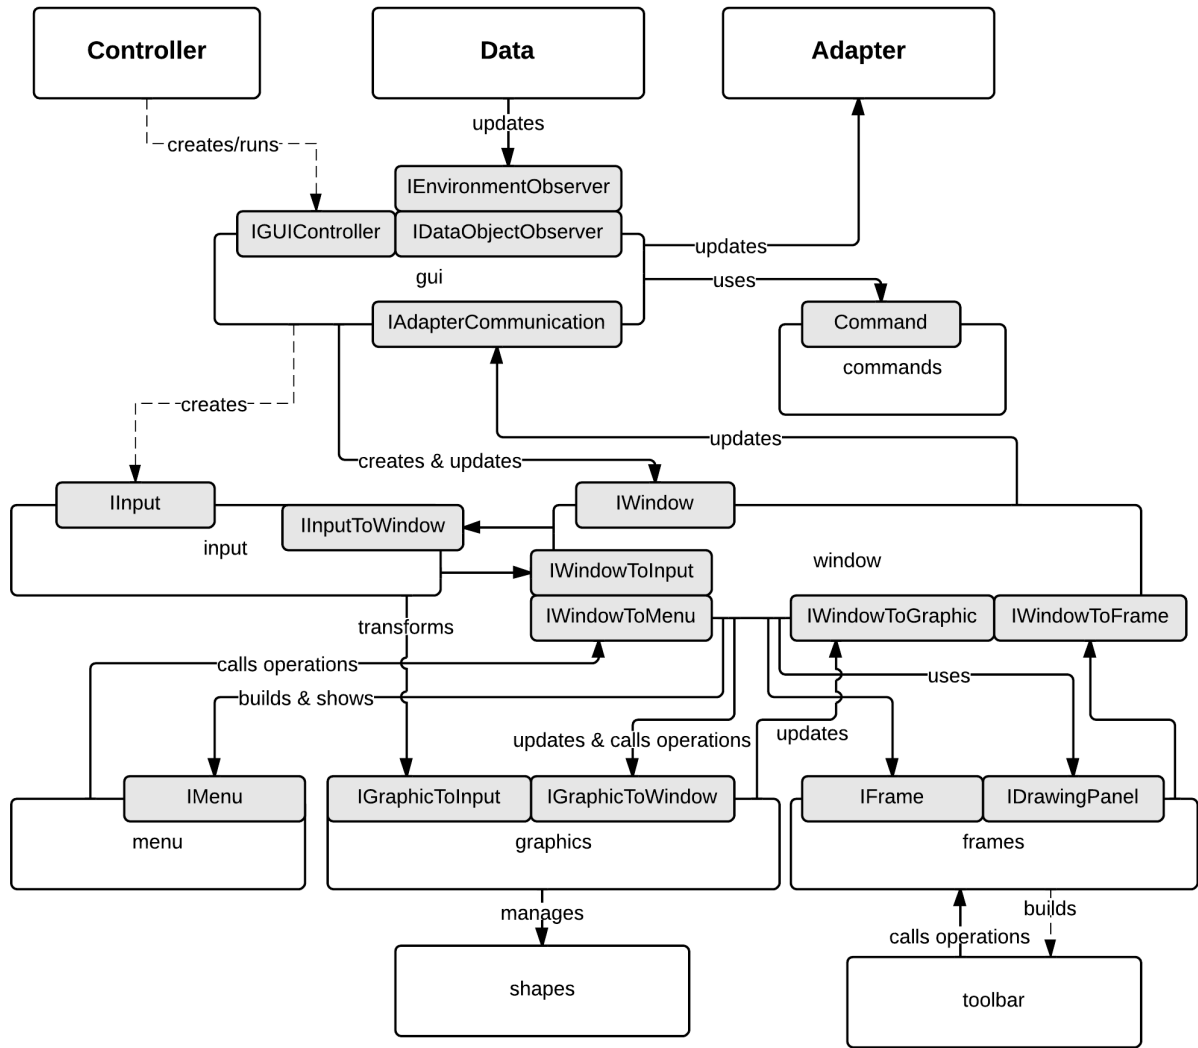 Controller
Data
Adapter
updates
creates/runs
IEnvironmentObserver
IGUIController
IDataObjectObserver
updates
gui
uses
IAdapterCommunication
Command
commands
creates
updates
creates & updates
IInput
IWindow
IInputToWindow
input
window
IWindowToInput
IWindowToMenu
IWindowToGraphic
IWindowToFrame
transforms
calls operations
uses
builds & shows
updates & calls operations
updates
IMenu
IGraphicToInput
IGraphicToWindow
IFrame
IDrawingPanel
menu
graphics
frames
manages
builds
calls operations
shapes
toolbar